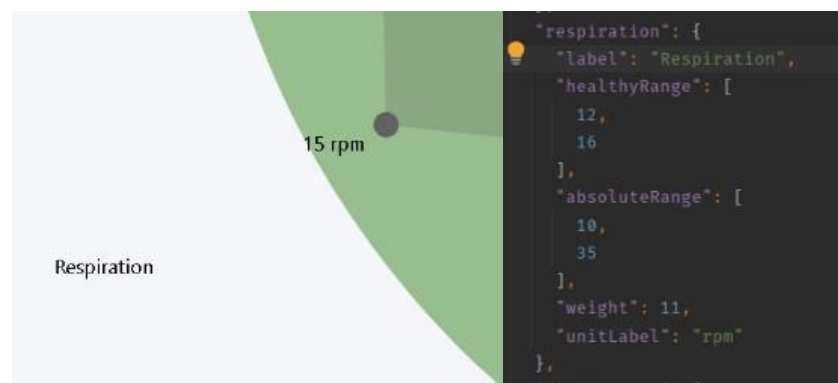 15 rpm
Respiration
"respiration": {
"label": "Respiration",
"healthyRange": [
12,
16
],
"absoluteRange": [
10,
35
],
"weight": 11,
"unitLabel": "rpm"
},